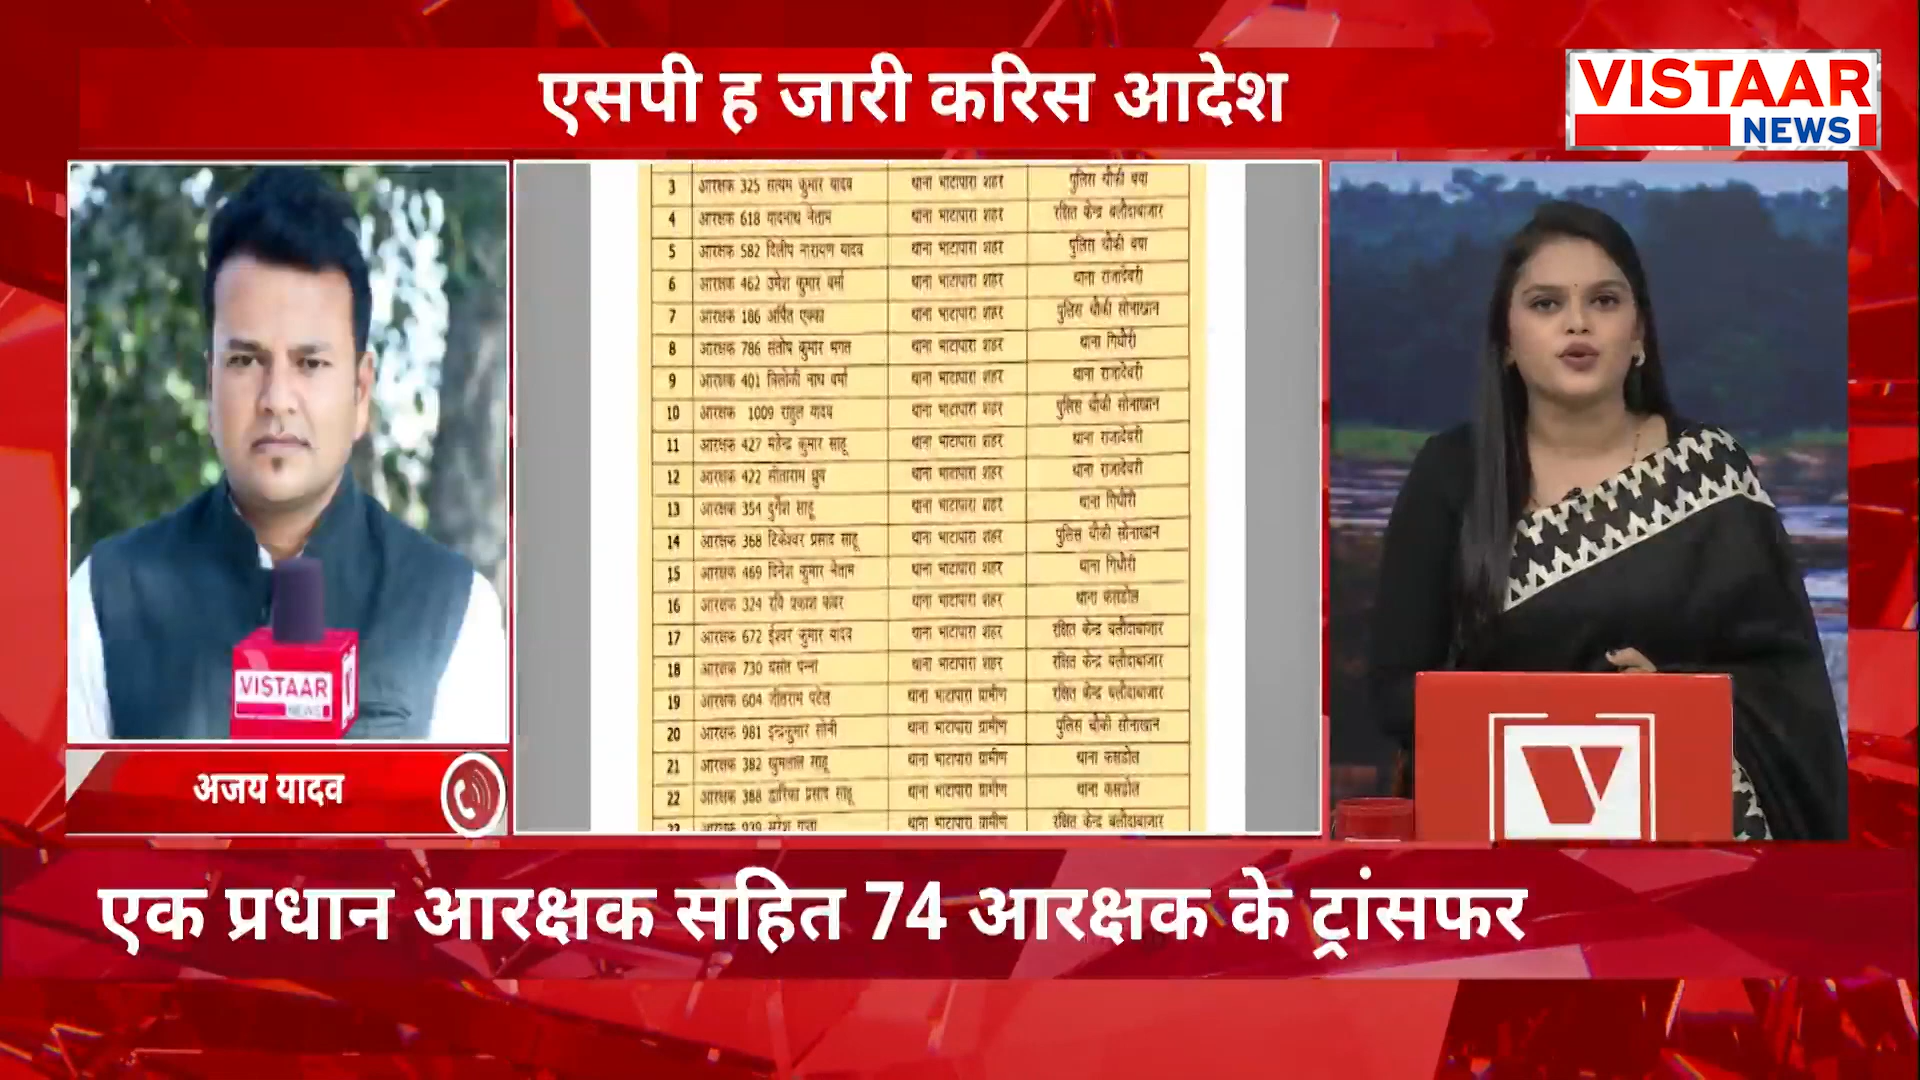 एसपी ह जारी करिस आदेश
VISTAAR
NEWS
3 आरक्षक 325 सत्यम कुमार यादव थाना भाटापारा शहर पुलिस चौकी बया
4 आरक्षक 618 यादनाथ नेताम थाना भाटापारा शहर रक्षित केन्द्र बलौदाबाजार
5 आरक्षक 582 दिलीप नारायण यादव थाना भाटापारा शहर पुलिस चौकी बया
6 आरक्षक 462 उमेश कुमार वर्मा थाना भाटापारा शहर थाना राजादेवरी
7 आरक्षक 186 अर्पित एक्का थाना भाटापारा शहर पुलिस चौकी सोनाखान
8 आरक्षक 786 संतोष कुमार भगत थाना भाटापारा शहर थाना गिधौरी
9 आरक्षक 401 त्रिलोकी नाथ वर्मा थाना भाटापारा शहर थाना राजादेवरी
10 आरक्षक 1009 राहुल यादव थाना भाटापारा शहर पुलिस चौकी सोनाखान
11 आरक्षक 427 महेन्द्र कुमार साहू थाना भाटापारा शहर थाना राजादेवरी
12 आरक्षक 422 सीताराम ध्रुव थाना भाटापारा शहर थाना राजादेवरी
13 आरक्षक 354 दुर्गेश साहू थाना भाटापारा शहर थाना गिधौरी
14 आरक्षक 368 टिकेश्वर प्रसाद साहू थाना भाटापारा शहर पुलिस चौकी सोनाखान
15 आरक्षक 469 दिनेश कुमार नेताम थाना भाटापारा शहर थाना गिधौरी
16 आरक्षक 324 रवि प्रकाश कंवर थाना भाटापारा शहर थाना कसडोल
17 आरक्षक 672 ईश्वर कुमार यादव थाना भाटापारा शहर रक्षित केन्द्र बलौदाबाजार
18 आरक्षक 730 बसंत पन्ना थाना भाटापारा शहर रक्षित केन्द्र बलौदाबाजार
19 आरक्षक 604 पटेल थाना भाटापारा ग्रामीण रक्षित केन्द्र बलौदाबाजार
20 आरक्षक 981 इन्द्रकुमार सोनी थाना भाटापारा ग्रामीण पुलिस चौकी सोनाखान
21 आरक्षक 382 साहू थाना भाटापारा ग्रामीण थाना कसडोल
22 आरक्षक 388 द्वारिका प्रसाद साहू थाना भाटापारा ग्रामीण थाना कसडोल
थाना भाटापारा ग्रामीण रक्षित केन्द्र बलौदाबाजार
VISTAAR
NEWS
अजय यादव
एक प्रधान आरक्षक सहित 74 आरक्षक के ट्रांसफर